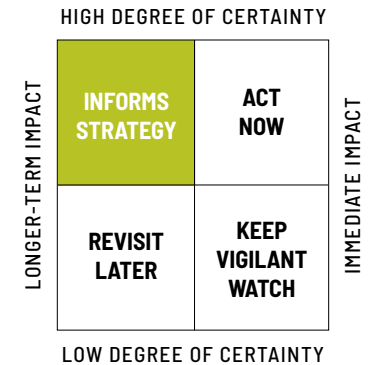 HIGH DEGREE OF CERTAINTY
LONGER-TERM IMPACT
INFORMS
STRATEGY
ACT
NOW
IMMEDIATE IMPACT
REVISIT
LATER
KEEP
VIGILANT
WATCH
LOW DEGREE OF CERTAINTY